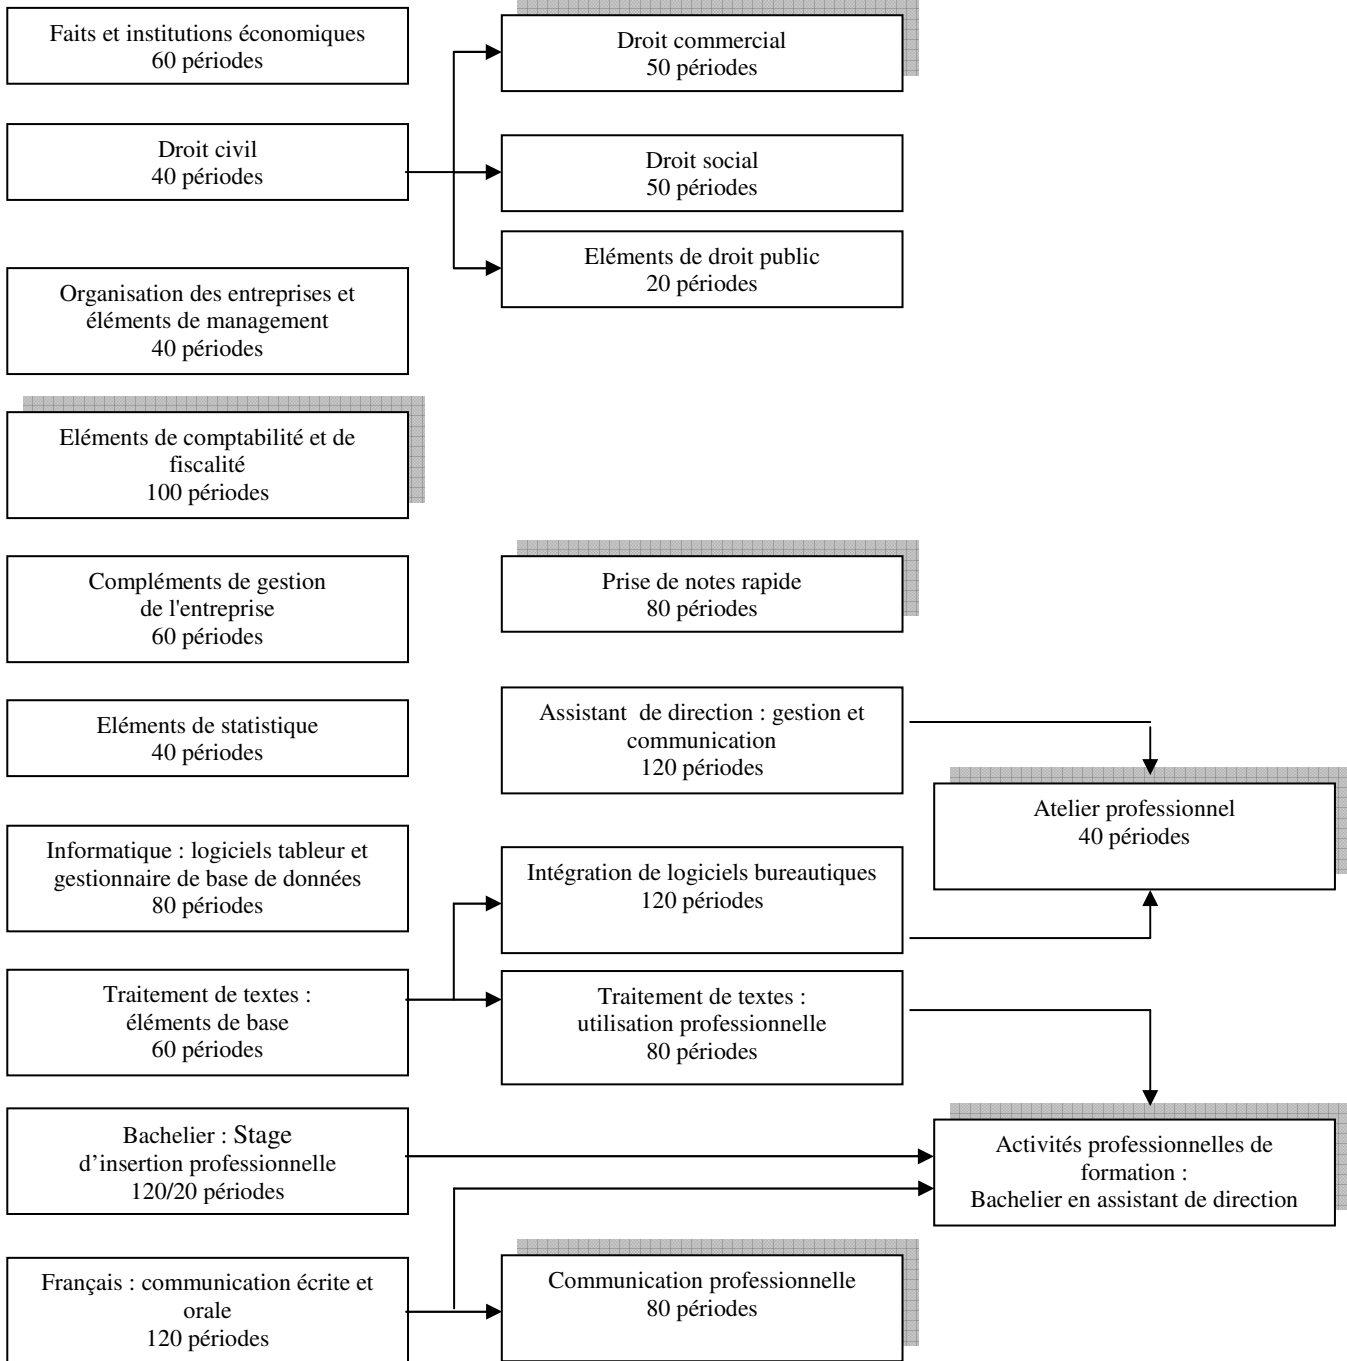 Faits et institutions économiques
60 périodes
Droit commercial
50 périodes
Droit civil
40 périodes
Droit social
50 périodes
Eléments de droit public
20 périodes
Organisation des entreprises et
éléments de management
40 périodes
Eléments de comptabilité et de
fiscalité
100 périodes
Compléments de gestion
de l'entreprise
60 périodes
Prise de notes rapide
80 périodes
Eléments de statistique
40 périodes
Assistant de direction : gestion et
communication
120 périodes
Atelier professionnel
40 périodes
Informatique : logiciels tableur et
gestionnaire de base de données
80 périodes
Intégration de logiciels bureautiques
120 périodes
Traitement de textes :
éléments de base
60 périodes
Traitement de textes :
utilisation professionnelle
80 périodes
Bachelier : Stage
d’insertion professionnelle
120/20 périodes
Activités professionnelles de
formation :
Bachelier en assistant de direction
Français : communication écrite et
orale
120 périodes
Communication professionnelle
80 périodes